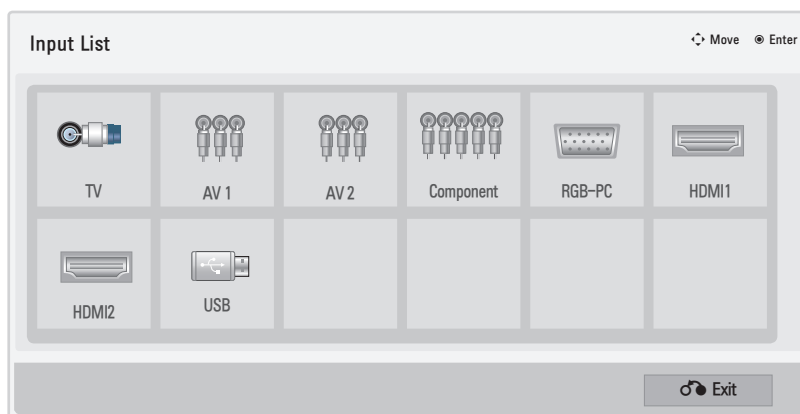 Input List
Move
Enter
TV
AV 1
AV 2
Component
RGB-PC
HDMI1
HDMI2
USB
Exit